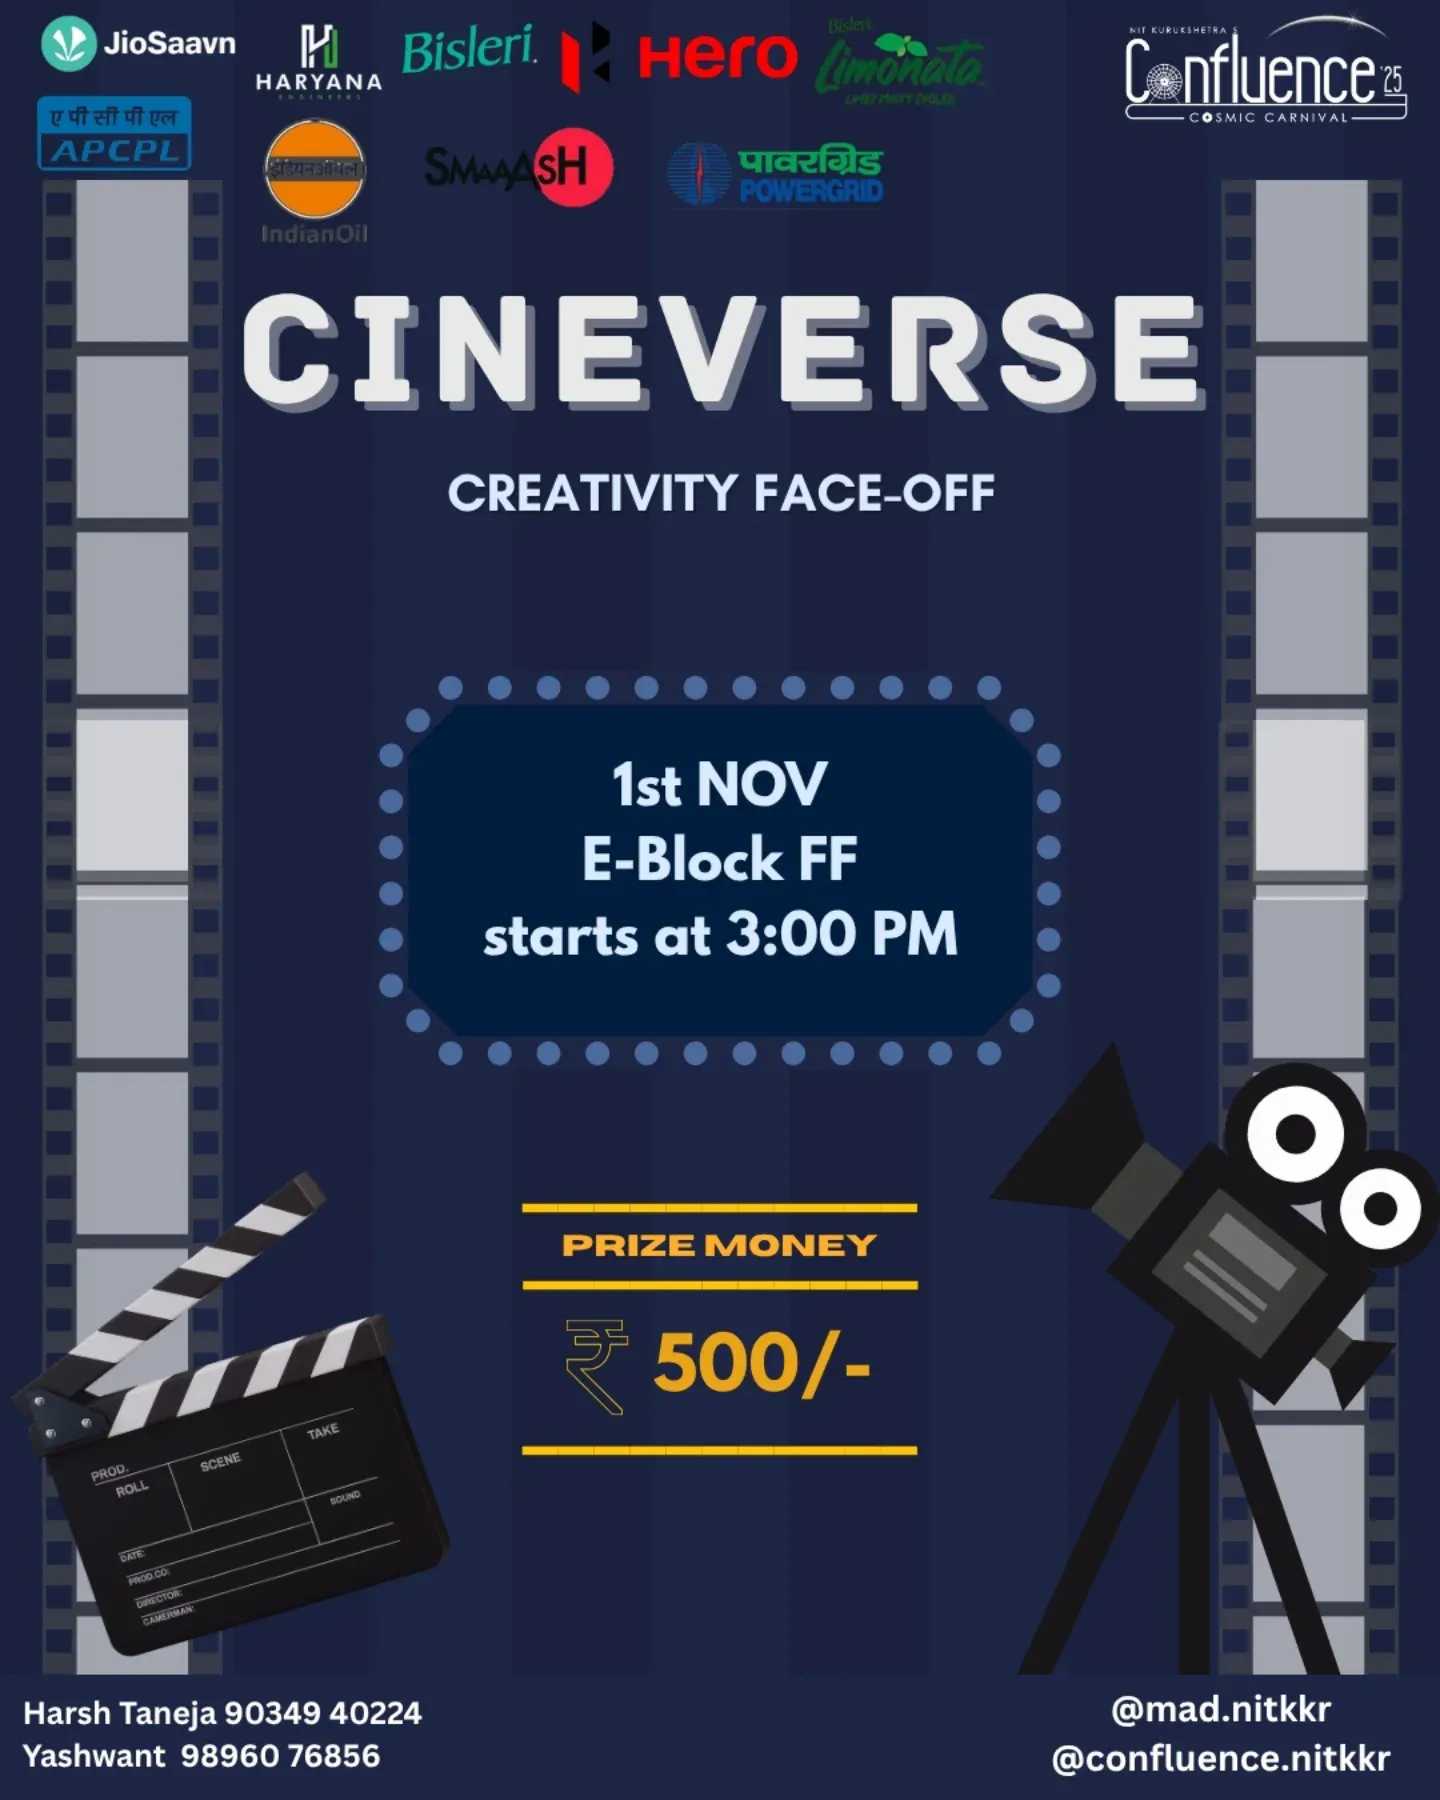 JioSaavn
HARYANA
ENGINEERS
Bisleri.
Hero
Bisleri
Limonata
NIT KURUKSHETRA'S
Confluence '25
COSMIC CARNIVAL
ए पी सी पी एल
APCPL
इंडियनऑयल
IndianOil
SMAAASH
पावरग्रिड
POWERGRID
CINEVERSE
CREATIVITY FACE-OFF
1st NOV
E-Block FF
starts at 3:00 PM
PRIZE MONEY
₹ 500/-
PROD.
ROLL
SCENE
TAKE
SOUND
DATE:
PROD.CO:
DIRECTOR:
CAMERMAN:
Harsh Taneja 90349 40224
Yashwant 98960 76856
@mad.nitkkr
@confluence.nitkkr